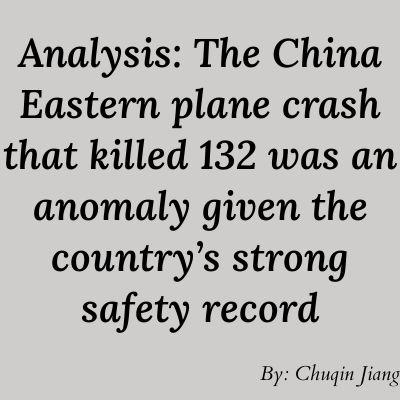 Analysis: The China
Eastern plane crash
that killed 132 was an
anomaly given the
country’s strong
safety record
By: Chuqin Jiang